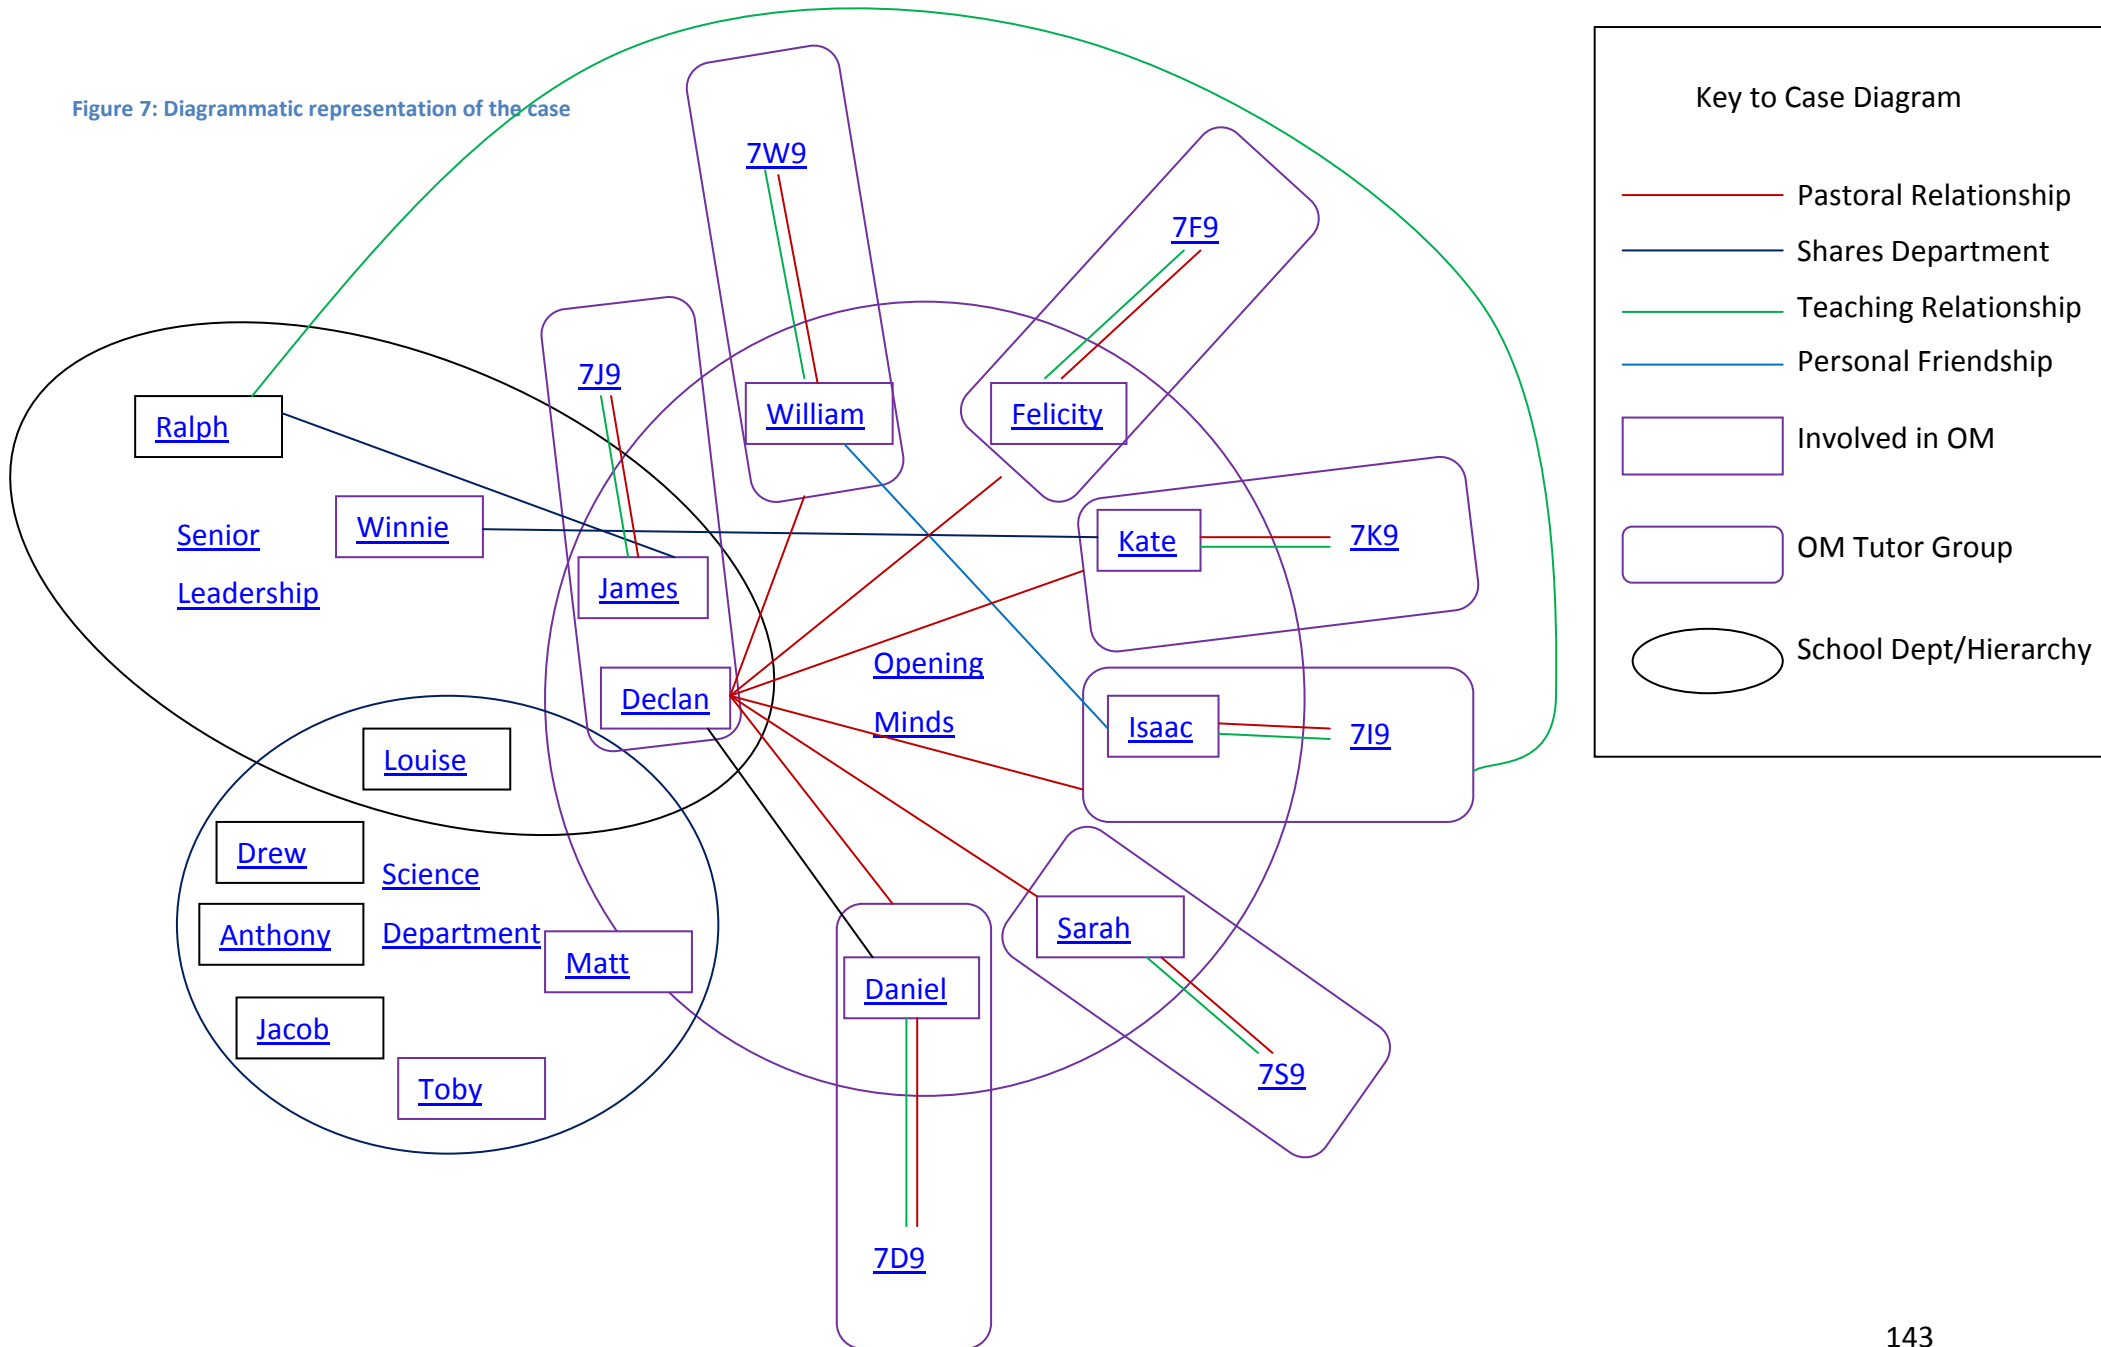 Figure 7: Diagrammatic representation of the case
Key to Case Diagram
Pastoral Relationship
Shares Department
Teaching Relationship
Personal Friendship
Involved in OM
OM Tutor Group
School Dept/Hierarchy
7W9
7F9
7J9
William
Felicity
Ralph
Senior
Leadership
Winnie
James
Kate
7K9
Declan
Opening
Minds
Isaac
7I9
Louise
Drew
Science
Anthony
Department
Matt
Sarah
Daniel
Jacob
Toby
7S9
7D9
143